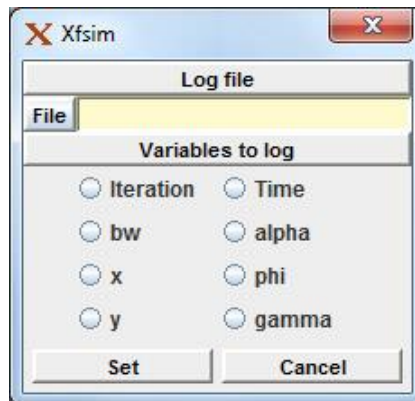 Xfsim
Log file
File
Variables to log
Iteration Time
bw alpha
x phi
y gamma
Set Cancel